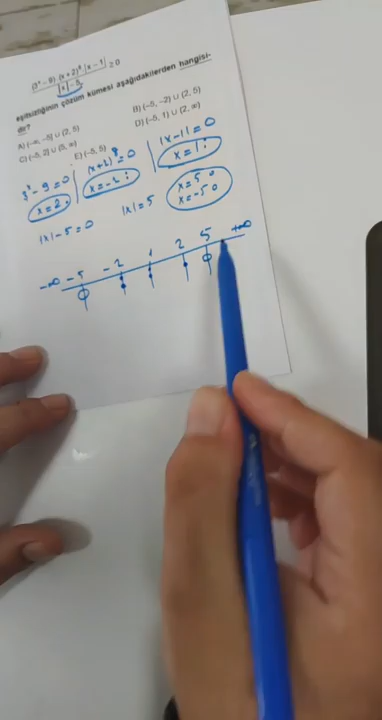 (3ˣ - 9) . (x + 2)⁸ |x - 1|
|x| - 5
≥ 0
eşitsizliğinin çözüm kümesi aşağıdakilerden hangisi-
dir?
A) (-∞, -5) ∪ (2, 5)
B) (-5, -2) ∪ (2, 5)
C) (-5, 2] ∪ (5, ∞)
D) (-5, 1) ∪ (2, ∞)
E) (-5, 5)
3ˣ - 9 = 0
x = 2
(x+2)⁸ = 0
x = -2
|x - 1| = 0
x = 1
|x| - 5 = 0
|x| = 5
x = 5
x = -5
-∞ -5 -2 1 2 5 +∞